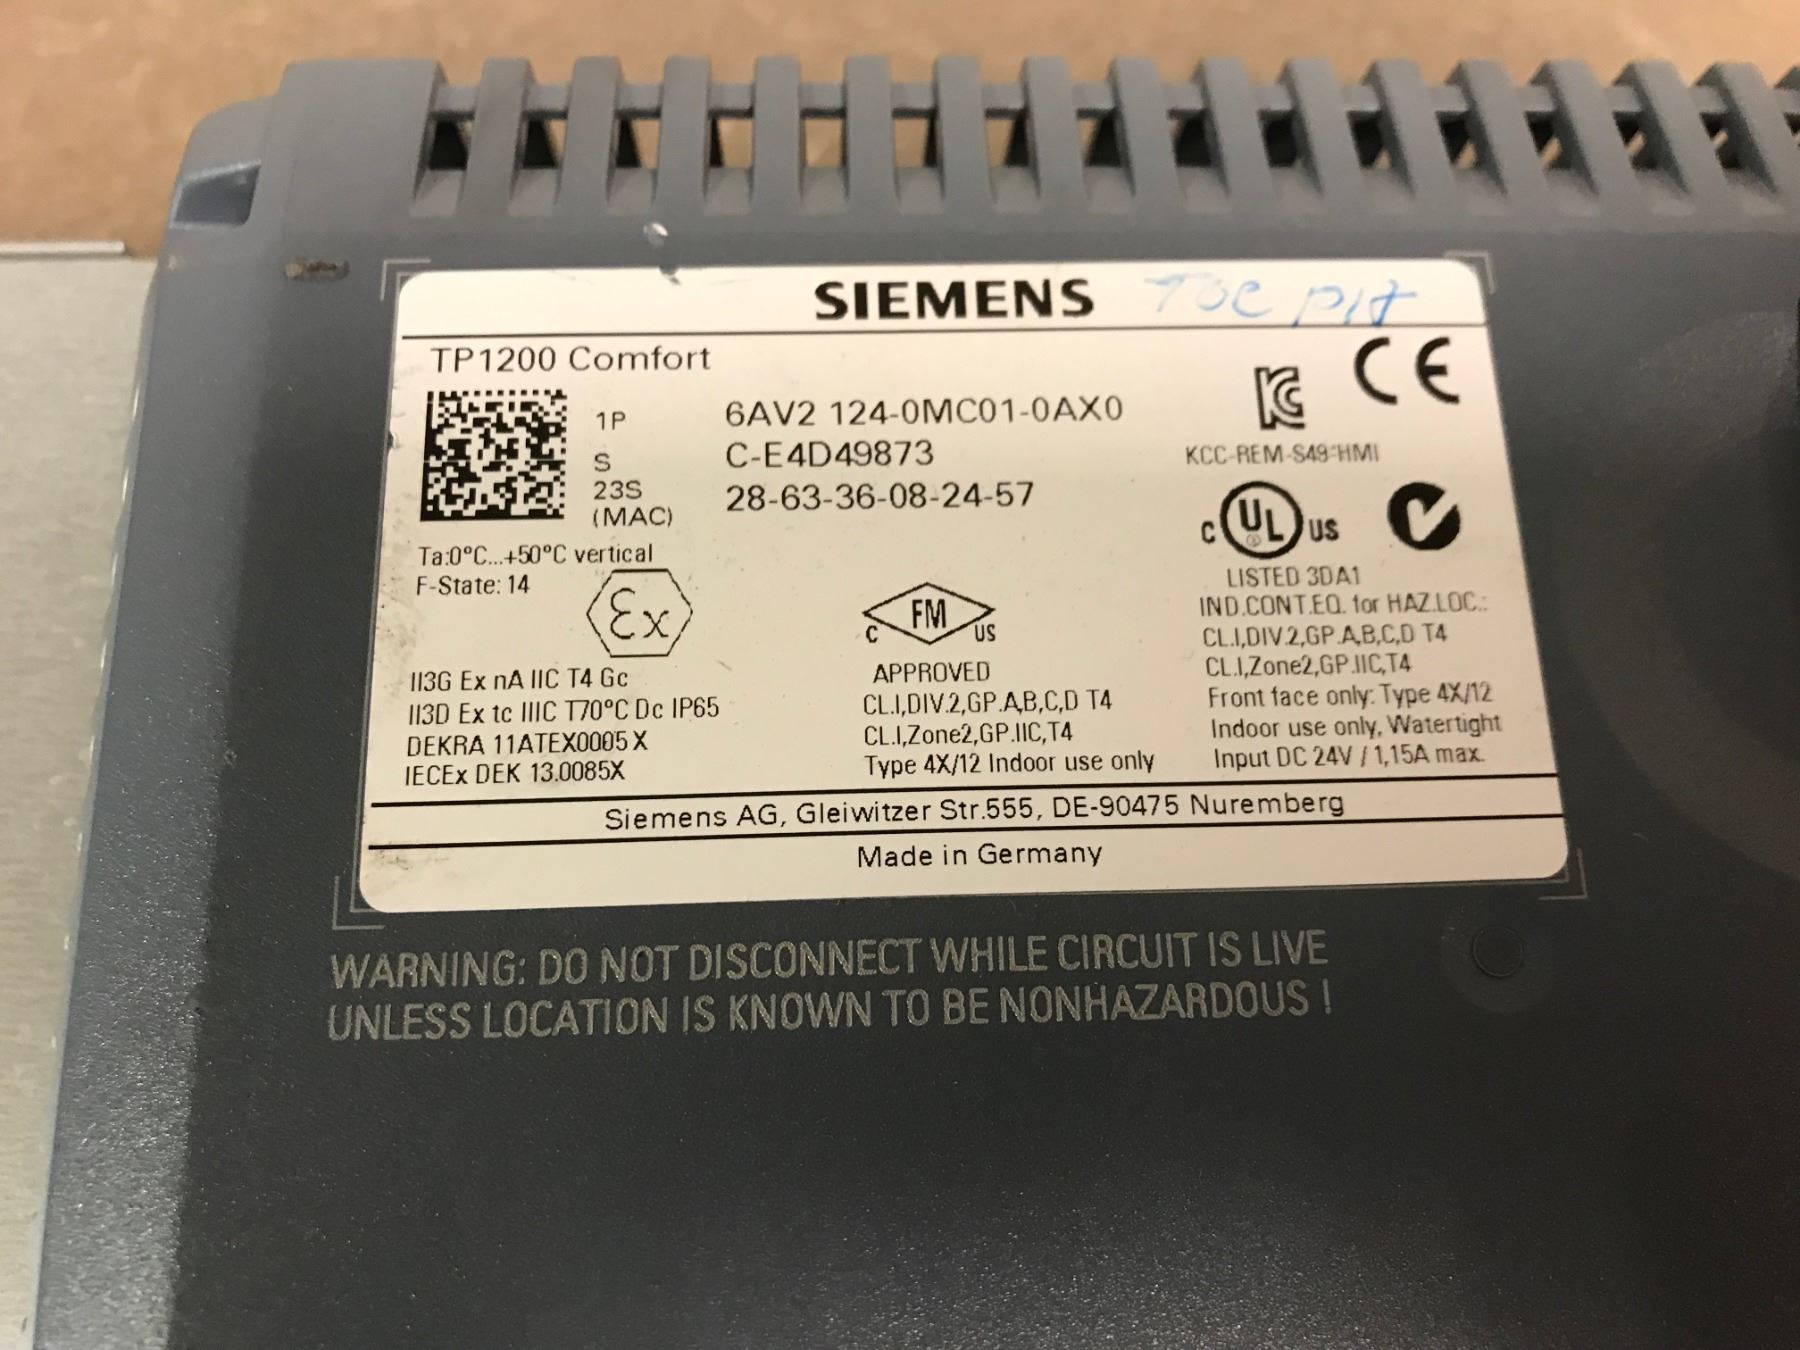 SIEMENS TOC
TP1200 Comfort
1P 6AV2 124-0MC01-0AX0
S C-E4D49873
23S
(MAC) 28-63-36-08-24-57
CE
KCC-REM-S49-HMI
C UL US
Ta:0°C...+50°C vertical
F-State: 14
Ex
II3G Ex nA IIC T4 Gc
II3D Ex tc IIIC T70°C Dc IP65
DEKRA 11ATEX0005 X
IECEx DEK 13.0085X
C FM US
APPROVED
CL.I,DIV.2,GP.A,B,C,D T4
CL.I,Zone2,GP.IIC,T4
Type 4X/12 Indoor use only
LISTED 3DA1
IND.CONT.EQ. for HAZ.LOC.:
CL.I,DIV.2,GP.A,B,C,D T4
CL.I,Zone2,GP.IIC,T4
Front face only: Type 4X/12
Indoor use only, Watertight
Input DC 24V / 1,15A max.
Siemens AG, Gleiwitzer Str.555, DE-90475 Nuremberg
Made in Germany
WARNING: DO NOT DISCONNECT WHILE CIRCUIT IS LIVE
UNLESS LOCATION IS KNOWN TO BE NONHAZARDOUS !